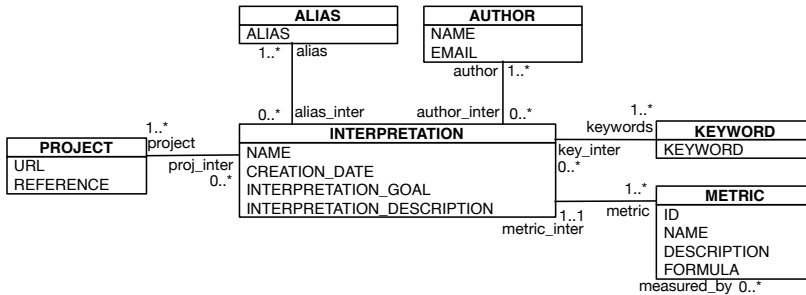 ALIAS
ALIAS
1..* alias
AUTHOR
NAME
EMAIL
author 1..*
0..* alias_inter
author_inter 0..*
INTERPRETATION
NAME
CREATION_DATE
INTERPRETATION_GOAL
INTERPRETATION_DESCRIPTION
1..*
project
PROJECT
URL
REFERENCE
proj_inter
0..*
1..*
keywords
key_inter
0..*
KEYWORD
KEYWORD
1..*
metric
1..1
metric_inter
METRIC
ID
NAME
DESCRIPTION
FORMULA
measured_by 0..*